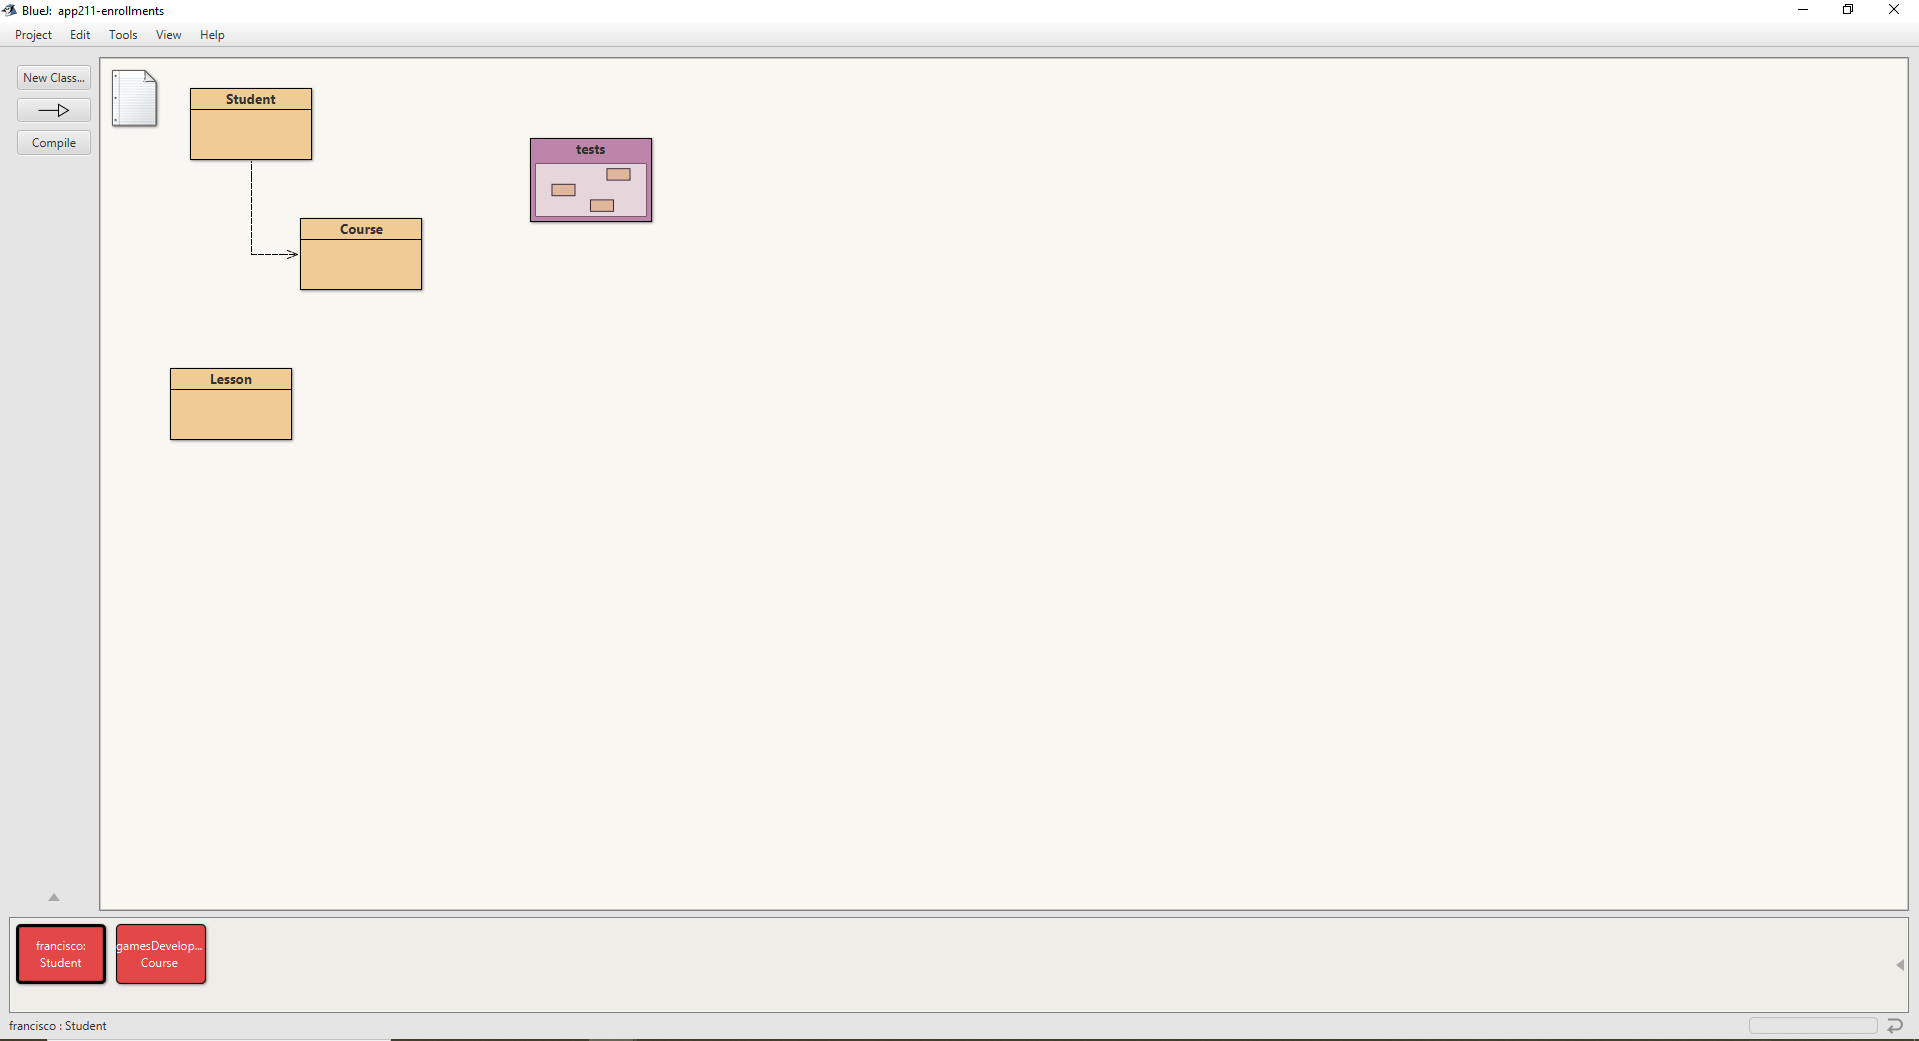 BlueJ: app211-enrollments
Project Edit Tools View Help
New Class...
Compile
Student
tests
Course
Lesson
francisco:
Student
gamesDevelop...
Course
francisco : Student